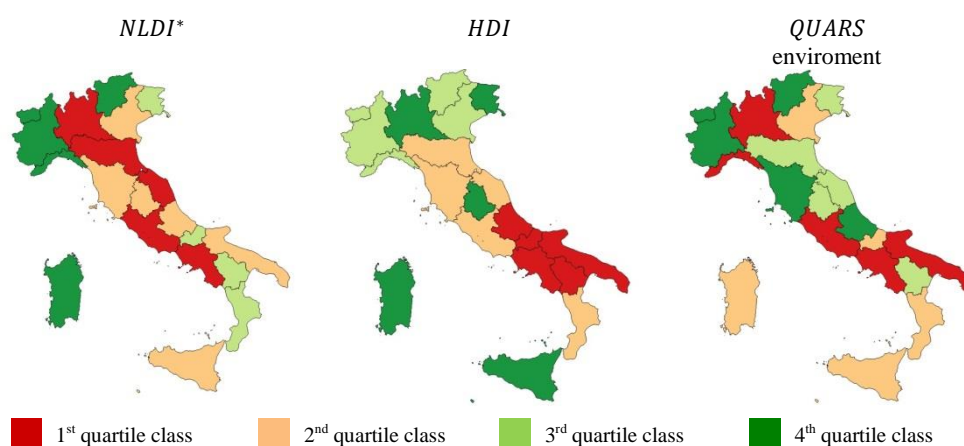 NLDI*
HDI
QUARS
enviroment
1st quartile class
2nd quartile class
3rd quartile class
4th quartile class